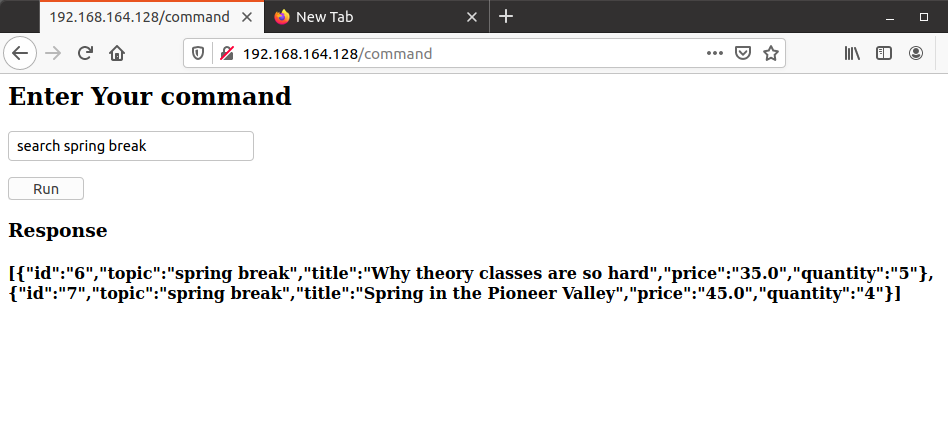 192.168.164.128/command
New Tab
192.168.164.128/command
Enter Your command
search spring break
Run
Response
[{"id":"6","topic":"spring break","title":"Why theory classes are so hard","price":"35.0","quantity":"5"},
{"id":"7","topic":"spring break","title":"Spring in the Pioneer Valley","price":"45.0","quantity":"4"}]